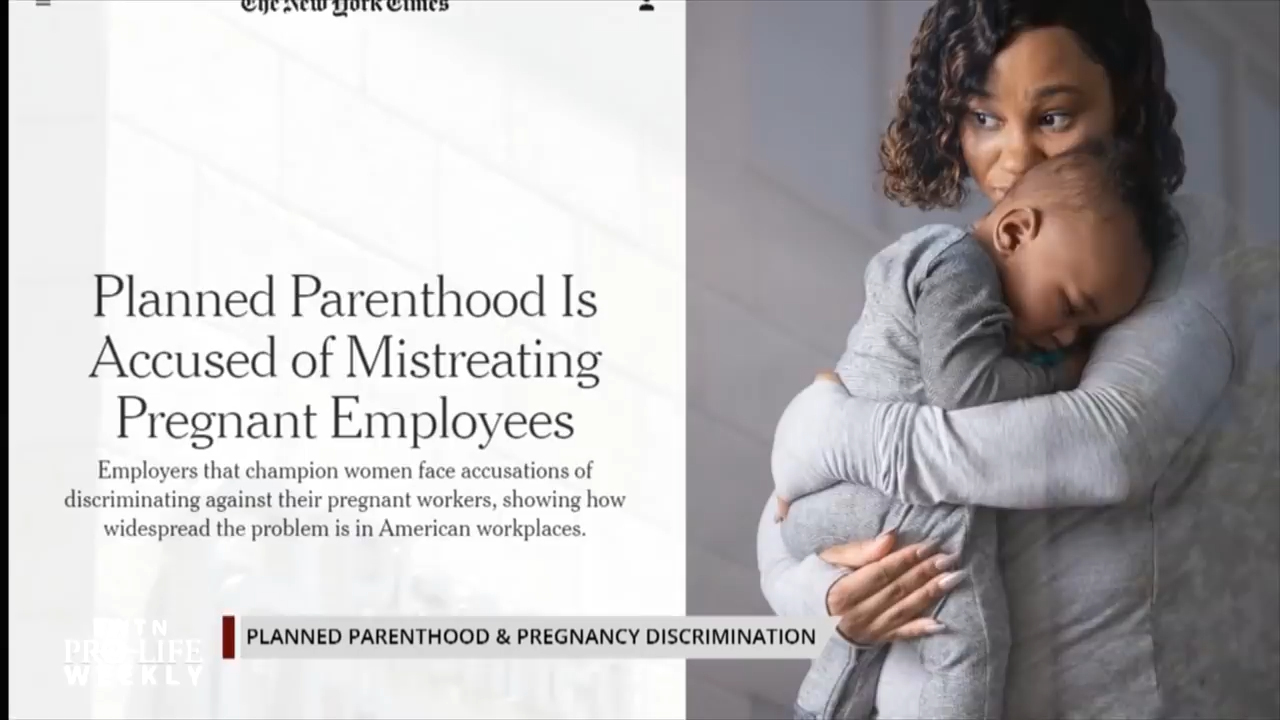 The New York Times
Planned Parenthood Is
Accused of Mistreating
Pregnant Employees
Employers that champion women face accusations of
discriminating against their pregnant workers, showing how
widespread the problem is in American workplaces.
PLANNED PARENTHOOD & PREGNANCY DISCRIMINATION
EWTN
PRO-LIFE
WEEKLY